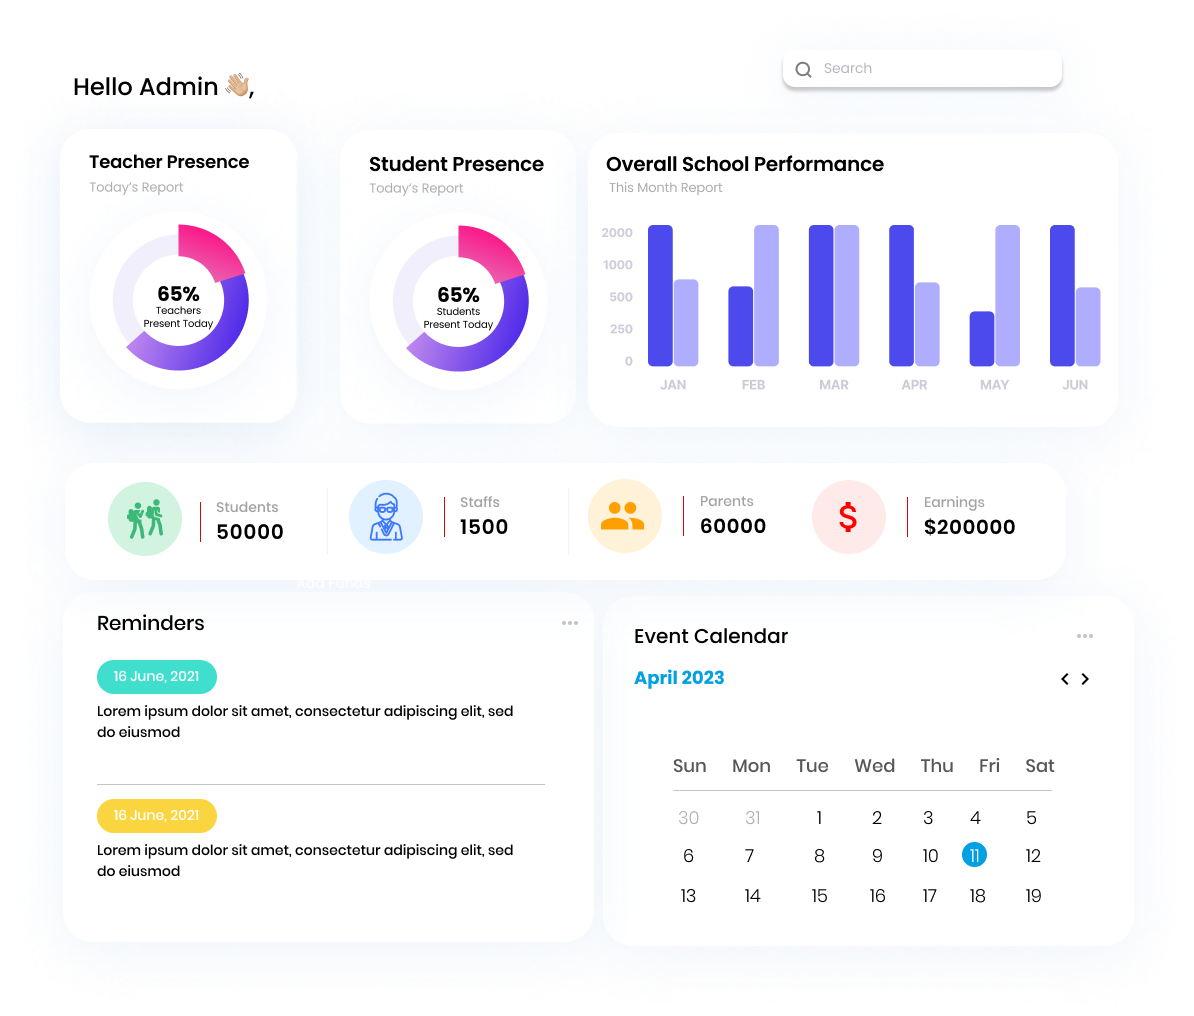 Hello Admin 👋🏼,
Search
Teacher Presence
Today's Report
65%
Teachers
Present Today
Student Presence
Today's Report
65%
Students
Present Today
Overall School Performance
This Month Report
2000
1000
500
250
0
JAN FEB MAR APR MAY JUN
Students
50000
Staffs
1500
Parents
60000
$
Earnings
$200000
Add Funds
Reminders
16 June, 2021
Lorem ipsum dolor sit amet, consectetur adipiscing elit, sed
do eiusmod
16 June, 2021
Lorem ipsum dolor sit amet, consectetur adipiscing elit, sed
do eiusmod
Event Calendar
April 2023
Sun Mon Tue Wed Thu Fri Sat
30 31 1 2 3 4 5
6 7 8 9 10 11 12
13 14 15 16 17 18 19